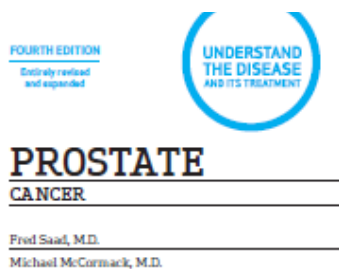 FOURTH EDITION
Entirely revised
and expanded
UNDERSTAND
THE DISEASE
AND ITS TREATMENT
PROSTATE
CANCER
Fred Saad, M.D.
Michael McCormack, M.D.